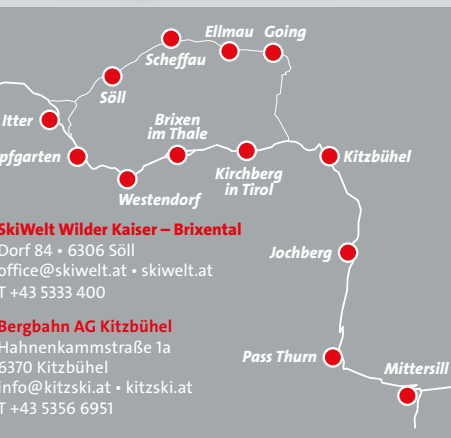 Ellmau Going
Scheffau
Söll
Itter
Brixen
im Thale
pfgarten
Kitzbühel
Kirchberg
in Tirol
Westendorf
SkiWelt Wilder Kaiser – Brixental
Dorf 84 • 6306 Söll
office@skiwelt.at • skiwelt.at
T +43 5333 400
Jochberg
Bergbahn AG Kitzbühel
Hahnenkammstraße 1a
6370 Kitzbühel
info@kitzski.at • kitzski.at
T +43 5356 6951
Pass Thurn
Mittersill